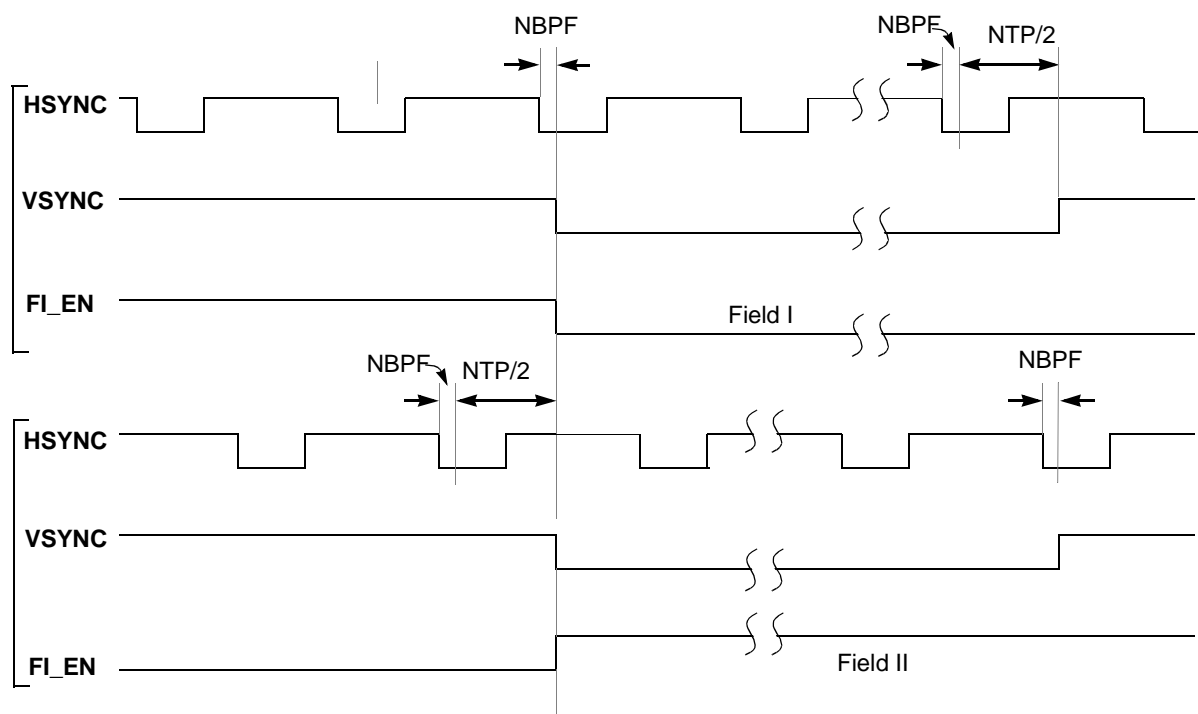 NBPF
NBPF
NTP/2
HSYNC
VSYNC
FI_EN
Field I
NBPF
NTP/2
NBPF
HSYNC
VSYNC
FI_EN
Field II